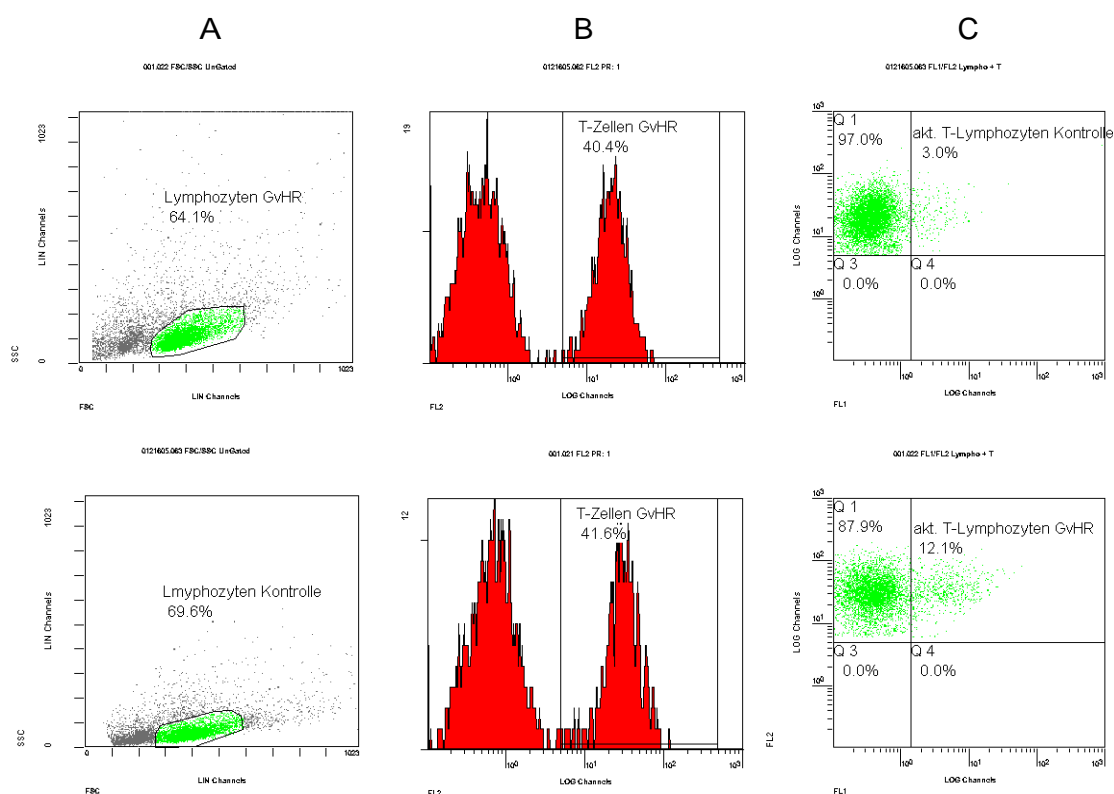 A
B
C
001.022 FSC/SSC UnGated
1023
LIN Channels
0
SSC
Lymphozyten GvHR
64.1%
0
1023
LIN Channels
FSC
0121605.062 FL2 PR: 1
19
T-Zellen GvHR
40.4%
10⁰
10¹
10²
10³
LOG Channels
FL2
0121605.063 FL1/FL2 Lympho + T
10³
10²
10¹
10⁰
LOG Channels
Q 1
97.0%
akt. T-Lymphozyten Kontrolle
3.0%
Q 3
0.0%
Q 4
0.0%
10⁰
10¹
10²
10³
LOG Channels
FL1
0121605.063 FSC/SSC UnGated
1023
LIN Channels
0
SSC
Lmyphozyten Kontrolle
69.6%
0
1023
LIN Channels
FSC
001.021 FL2 PR: 1
12
T-Zellen GvHR
41.6%
10⁰
10¹
10²
10³
LOG Channels
FL2
001.022 FL1/FL2 Lympho + T
10³
10²
10¹
10⁰
LOG Channels
FL2
Q 1
87.9%
akt. T-Lymphozyten GvHR
12.1%
Q 3
0.0%
Q 4
0.0%
10⁰
10¹
10²
10³
LOG Channels
FL1